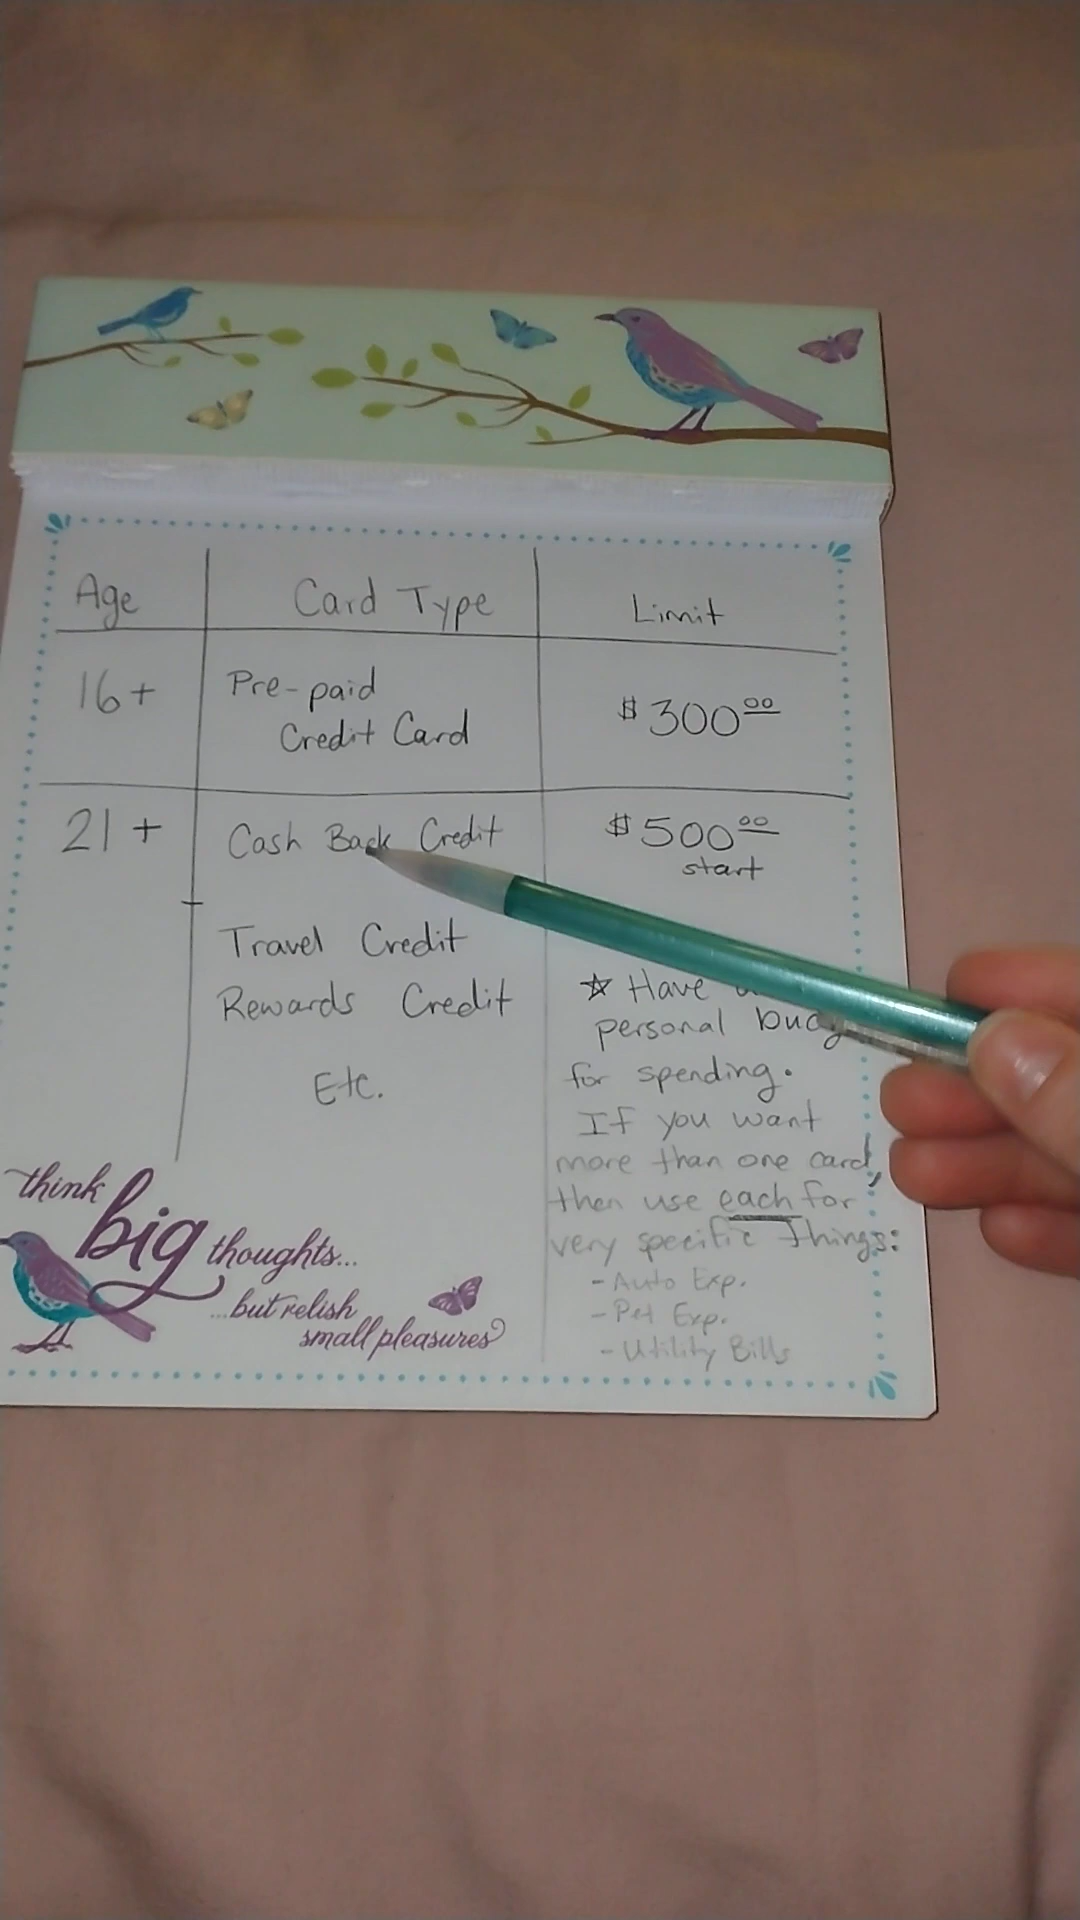 Age Card Type Limit
16+ Pre-paid $300.00
Credit Card
21+ Cash Back Credit $500.00
start
Travel Credit
Rewards Credit
Etc.
☆ Have
personal
for spending.
If you want
more than one card,
then use each for
very specific Things:
- Auto Exp.
- Pet Exp.
- Utility Bills
think
big thoughts...
...but relish
small pleasures